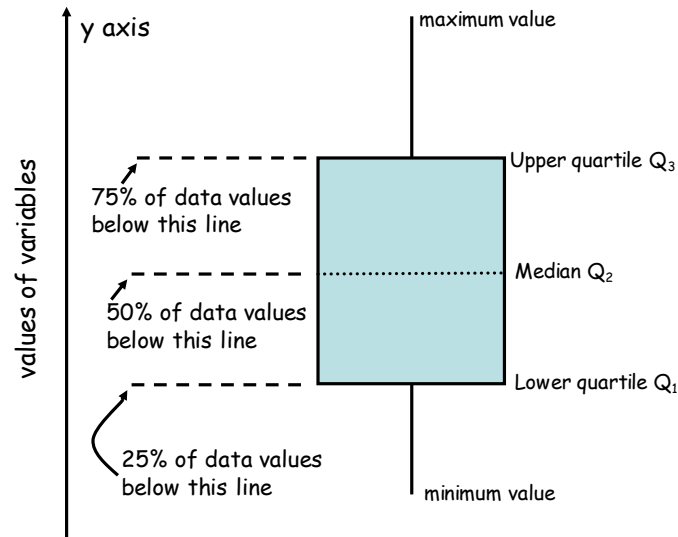 y axis
maximum value
values of variables
Upper quartile Q₃
75% of data values
below this line
Median Q₂
50% of data values
below this line
Lower quartile Q₁
25% of data values
below this line
minimum value